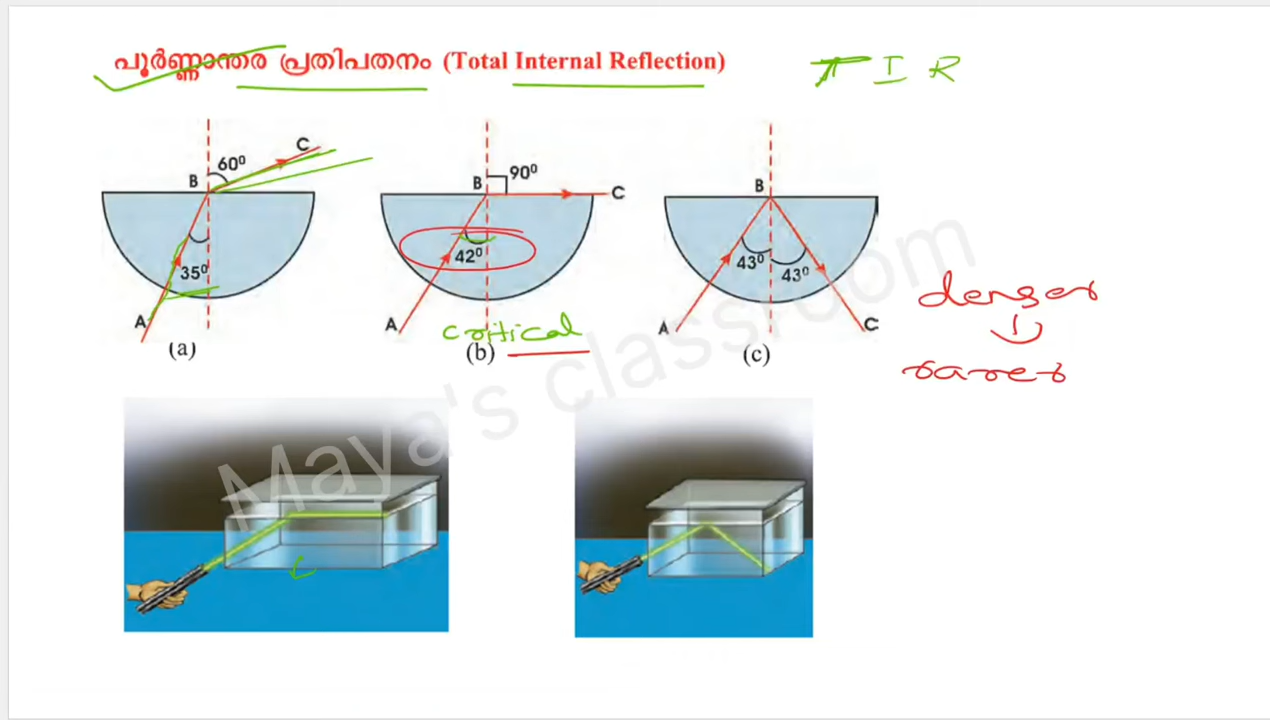 പൂർണ്ണാന്തര പ്രതിപതനം (Total Internal Reflection)
TIR
B 60⁰ C
35⁰
A
(a)
B 90⁰ C
42⁰
A
critical
(b)
B
43⁰ 43⁰
A C
(c)
denser
rarer
Maya's classroom